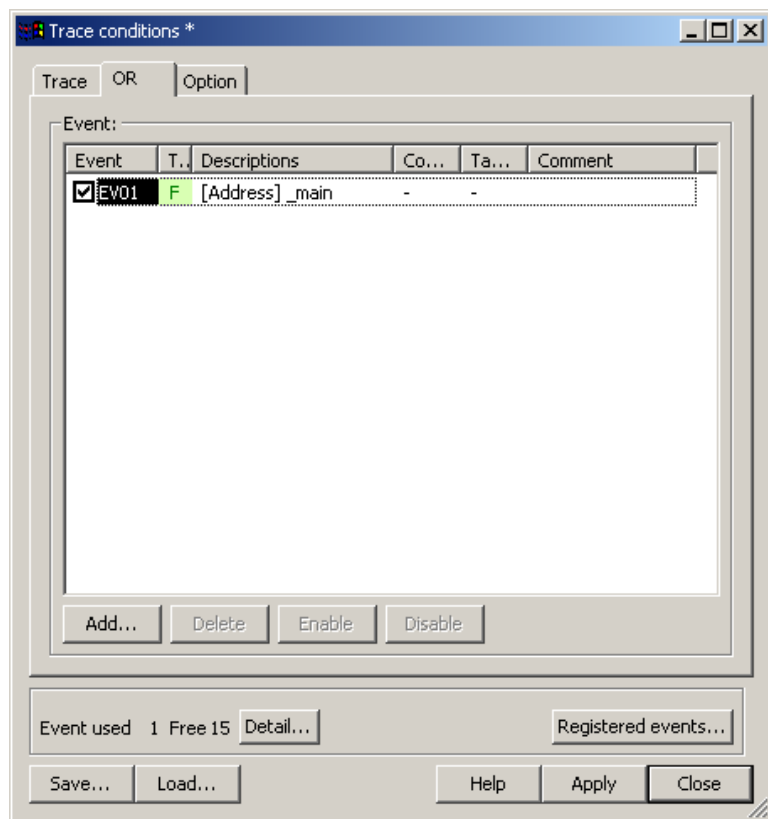 Trace conditions *
Trace OR Option
Event:
Event T.. Descriptions Co... Ta... Comment
EV01 F [Address] _main - -
Add... Delete Enable Disable
Event used 1 Free 15 Detail... Registered events...
Save... Load... Help Apply Close